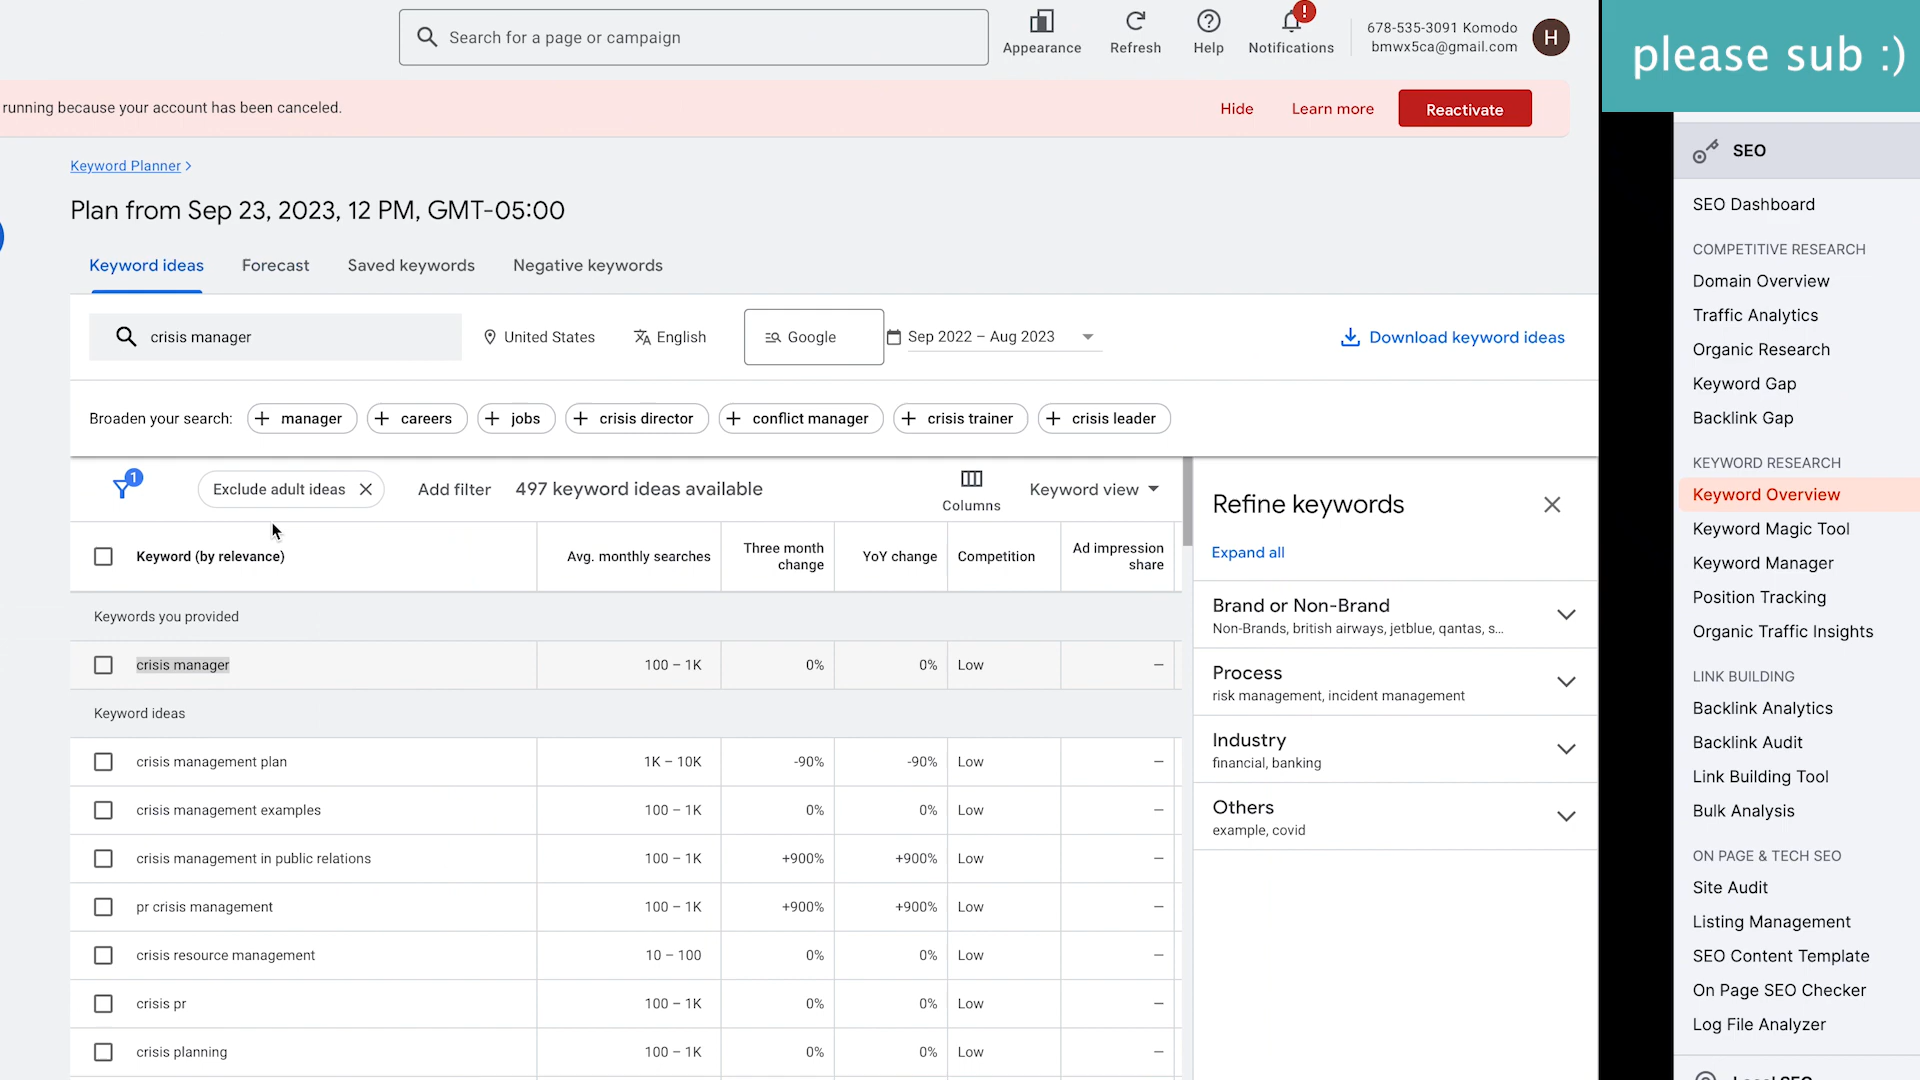 Search for a page or campaign
Appearance
Refresh
Help
!
Notifications
678-535-3091 Komodo
bmwx5ca@gmail.com
H
please sub :)
running because your account has been canceled.
Hide
Learn more
Reactivate
Keyword Planner >
Plan from Sep 23, 2023, 12 PM, GMT-05:00
Keyword ideas
Forecast
Saved keywords
Negative keywords
crisis manager
United States
English
Google
Sep 2022 – Aug 2023
Download keyword ideas
Broaden your search:
+ manager
+ careers
+ jobs
+ crisis director
+ conflict manager
+ crisis trainer
+ crisis leader
1
Exclude adult ideas
Add filter
497 keyword ideas available
Columns
Keyword view
Keyword (by relevance)
Avg. monthly searches
Three month
change
YoY change
Competition
Ad impression
share
Keywords you provided
crisis manager 100 – 1K 0% 0% Low –
Keyword ideas
crisis management plan 1K – 10K -90% -90% Low –
crisis management examples 100 – 1K 0% 0% Low –
crisis management in public relations 100 – 1K +900% +900% Low –
pr crisis management 100 – 1K +900% +900% Low –
crisis resource management 10 – 100 0% 0% Low –
crisis pr 100 – 1K 0% 0% Low –
crisis planning 100 – 1K 0% 0% Low –
Refine keywords
Expand all
Brand or Non-Brand
Non-Brands, british airways, jetblue, qantas, s...
Process
risk management, incident management
Industry
financial, banking
Others
example, covid
SEO
SEO Dashboard
COMPETITIVE RESEARCH
Domain Overview
Traffic Analytics
Organic Research
Keyword Gap
Backlink Gap
KEYWORD RESEARCH
Keyword Overview
Keyword Magic Tool
Keyword Manager
Position Tracking
Organic Traffic Insights
LINK BUILDING
Backlink Analytics
Backlink Audit
Link Building Tool
Bulk Analysis
ON PAGE & TECH SEO
Site Audit
Listing Management
SEO Content Template
On Page SEO Checker
Log File Analyzer
Local SEO